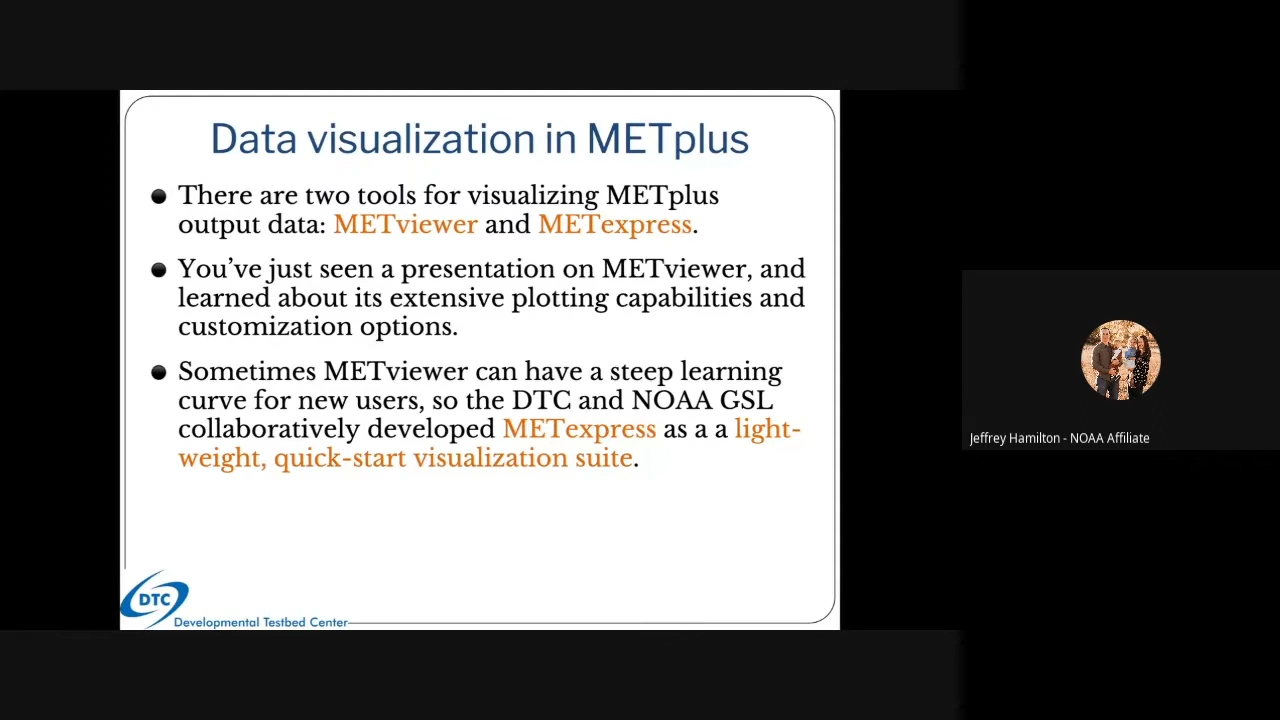 Data visualization in METplus
There are two tools for visualizing METplus
output data: METviewer and METexpress.
You’ve just seen a presentation on METviewer, and
learned about its extensive plotting capabilities and
customization options.
Sometimes METviewer can have a steep learning
curve for new users, so the DTC and NOAA GSL
collaboratively developed METexpress as a a light-
weight, quick-start visualization suite.
DTC
Developmental Testbed Center
Jeffrey Hamilton - NOAA Affiliate